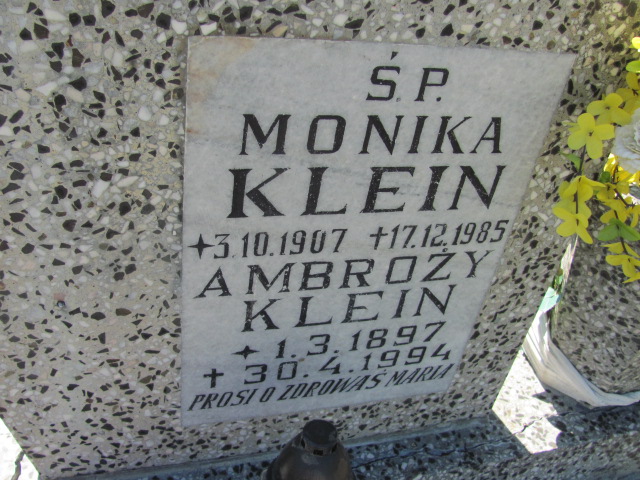 Ś.P.
MONIKA
KLEIN
✦3.10.1907 +17.12.1985
AMBROŻY
KLEIN
✦1.3.1897
+30.4.1994
PROSI O ZDROWAŚ MARIA